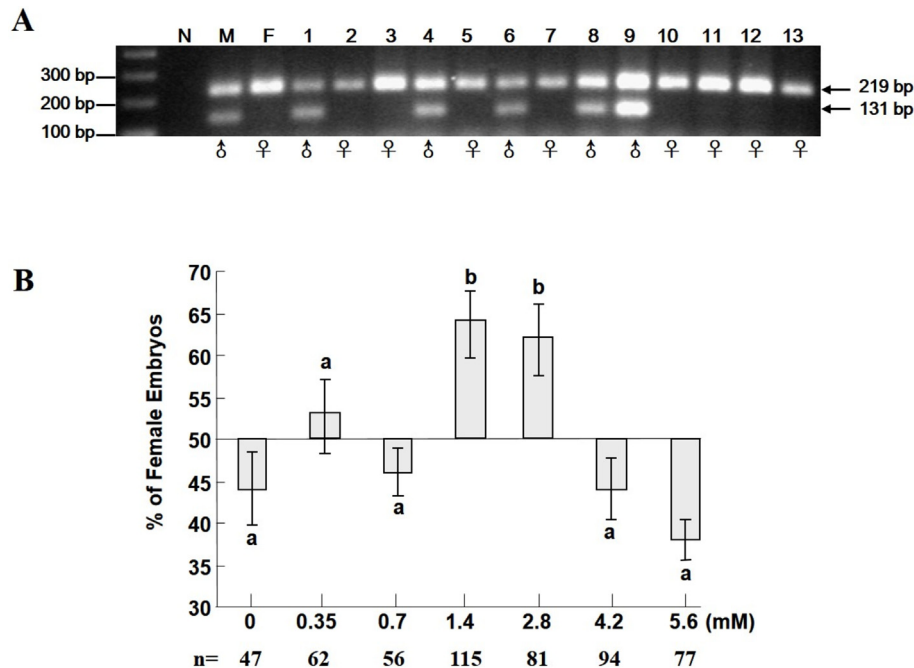 A
N M F 1 2 3 4 5 6 7 8 9 10 11 12 13
300 bp
200 bp
100 bp
219 bp
131 bp
♂ ♀ ♂ ♀ ♀ ♂ ♀ ♂ ♀ ♂ ♂ ♀ ♀ ♀ ♀
B
% of Female Embryos
70
65
60
55
50
45
40
35
30
a a a b b a a
0 0.35 0.7 1.4 2.8 4.2 5.6 (mM)
n= 47 62 56 115 81 94 77